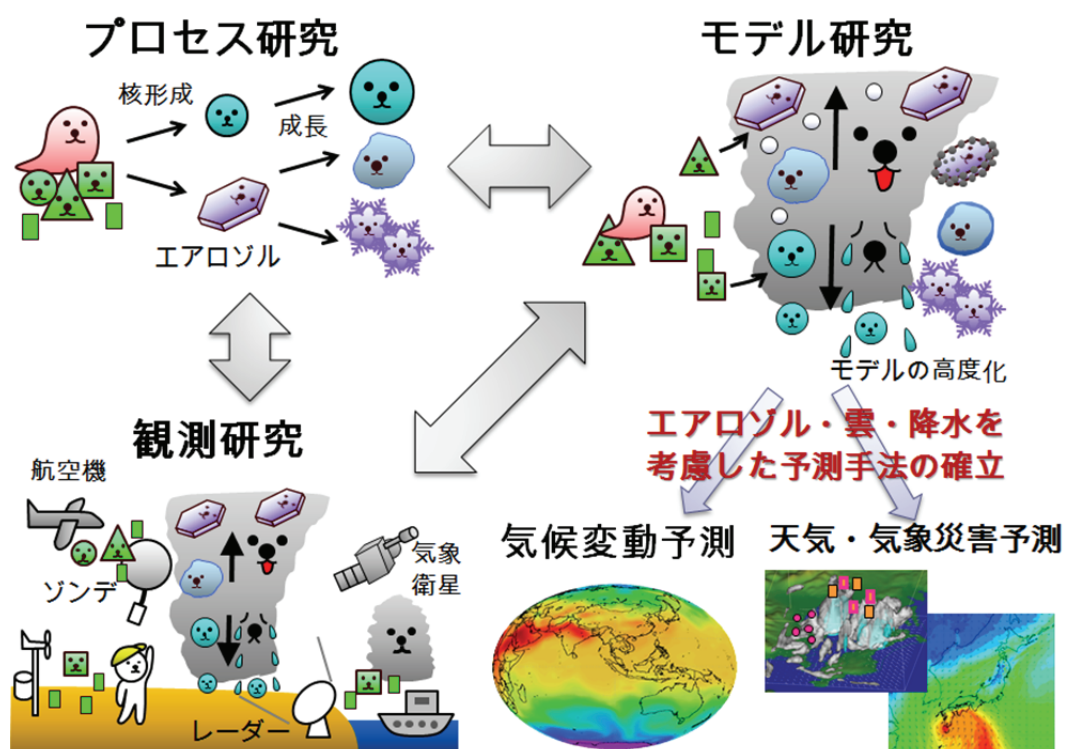 プロセス研究
核形成
成長
エアロゾル
モデル研究
モデルの高度化
観測研究
航空機
ゾンデ
気象
衛星
レーダー
エアロゾル・雲・降水を
考慮した予測手法の確立
気候変動予測
天気・気象災害予測